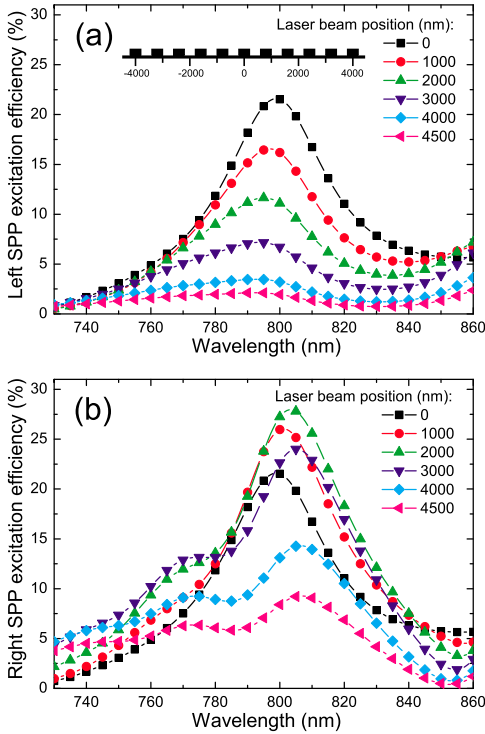 (a)
Laser beam position (nm):
0
1000
2000
3000
4000
4500
-4000 -2000 0 2000 4000
30
25
20
15
10
5
0
Left SPP excitation efficiency (%)
740 760 780 800 820 840 860
Wavelength (nm)
(b)
Laser beam position (nm):
0
1000
2000
3000
4000
4500
30
25
20
15
10
5
0
Right SPP excitation efficiency (%)
740 760 780 800 820 840 860
Wavelength (nm)